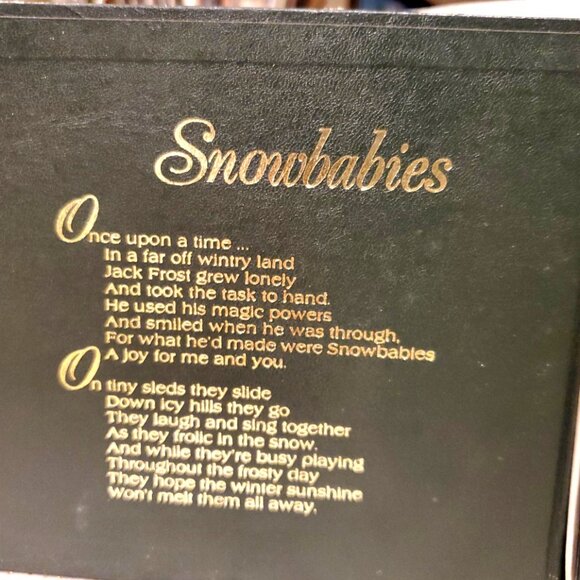 Snowbabies
Once upon a time ...
In a far off wintry land
Jack Frost grew lonely
And took the task to hand.
He used his magic powers
And smiled when he was through,
For what he'd made were Snowbabies
A joy for me and you.
On tiny sleds they slide
Down icy hills they go
They laugh and sing together
As they frolic in the snow.
And while they're busy playing
Throughout the frosty day
They hope the winter sunshine
Won't melt them all away.